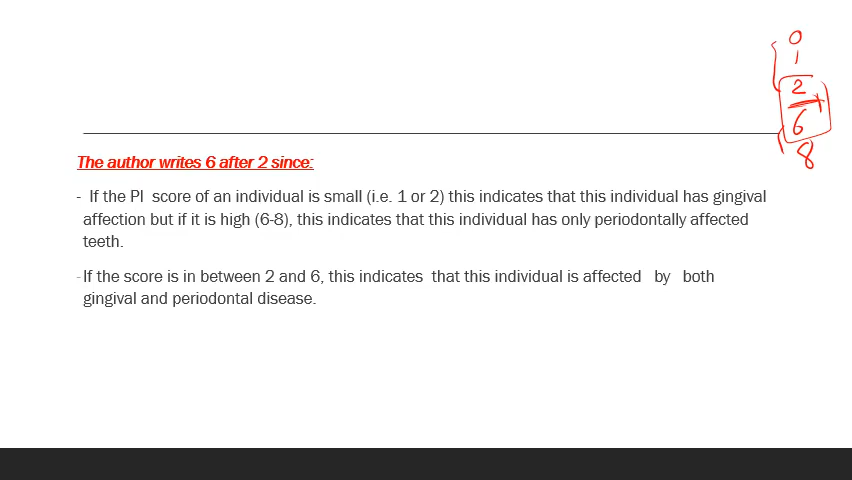 0
1
2
6
8
The author writes 6 after 2 since:
- If the PI score of an individual is small (i.e. 1 or 2) this indicates that this individual has gingival
affection but if it is high (6-8), this indicates that this individual has only periodontally affected
teeth.
- If the score is in between 2 and 6, this indicates that this individual is affected by both
gingival and periodontal disease.